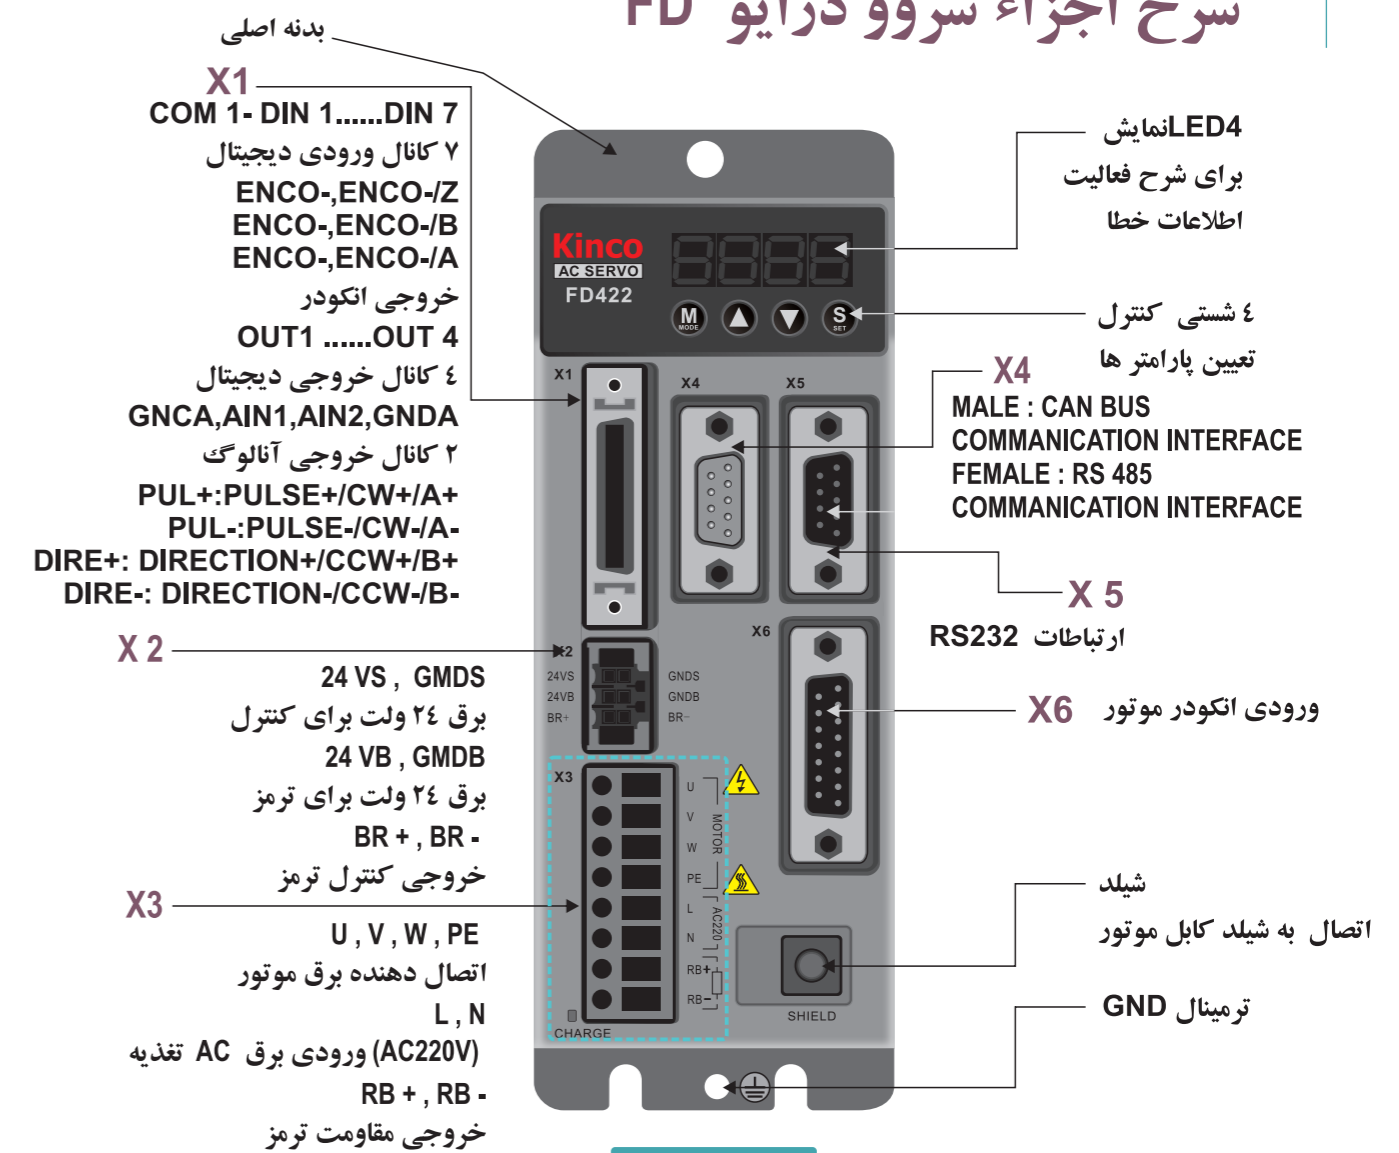 شرح اجزاء سروو درایو FD
بدنه اصلی
X1
COM 1- DIN 1......DIN 7
۷ کانال ورودی دیجیتال
ENCO-,ENCO-/Z
ENCO-,ENCO-/B
ENCO-,ENCO-/A
خروجی انکودر
OUT1 ......OUT 4
٤ کانال خروجی دیجیتال
GNCA,AIN1,AIN2,GNDA
۲ کانال خروجی آنالوگ
PUL+:PULSE+/CW+/A+
PUL-:PULSE-/CW-/A-
DIRE+: DIRECTION+/CCW+/B+
DIRE-: DIRECTION-/CCW-/B-
X 2
24 VS , GMDS
برق ۲٤ ولت برای کنترل
24 VB , GMDB
برق ۲٤ ولت برای ترمز
BR + , BR -
خروجی کنترل ترمز
X3
U , V , W , PE
اتصال دهنده برق موتور
L , N
(AC220V) ورودی برق AC تغذیه
RB + , RB -
خروجی مقاومت ترمز
Kinco
AC SERVO
FD422
M
MODE
S
SET
X1
X4
X5
X6
X2
24VS
GNDS
24VB
GNDB
BR+
BR-
X3
U
V
W
PE
MOTOR
L
N
AC220
RB+
RB-
CHARGE
SHIELD
LED4نمایش
برای شرح فعالیت
اطلاعات خطا
٤ شستی کنترل
تعیین پارامتر ها
X4
MALE : CAN BUS
COMMANICATION INTERFACE
FEMALE : RS 485
COMMANICATION INTERFACE
X 5
ارتباطات RS232
X6 ورودی انکودر موتور
شیلد
اتصال به شیلد کابل موتور
ترمینال GND